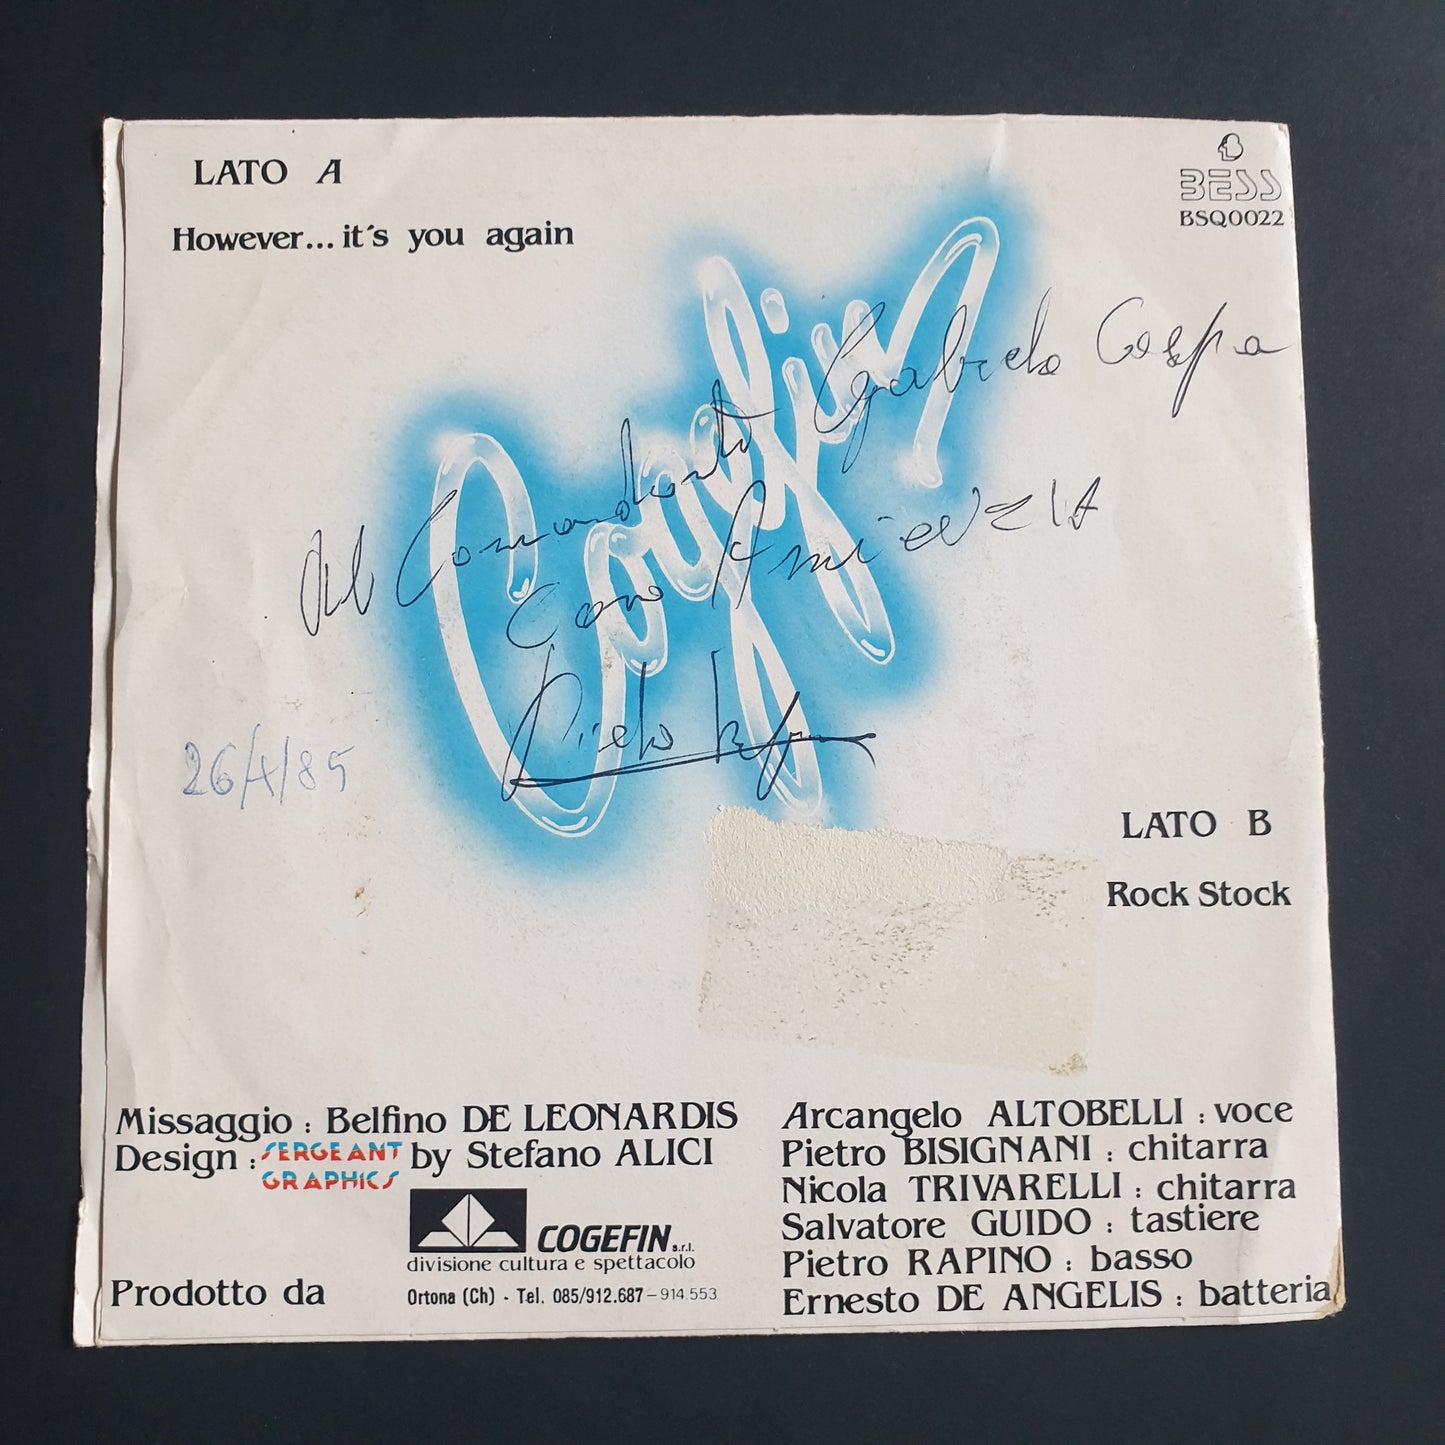 LATO A
However... it's you again
BESS
BSQ0022
Al Comandante Gabriele Cespa
Con AmicizIA
26/4/85
LATO B
Rock Stock
Missaggio : Belfino DE LEONARDIS
Design : SERGEANT GRAPHICS by Stefano ALICI
COGEFIN s.r.l.
divisione cultura e spettacolo
Prodotto da
Ortona (Ch) - Tel. 085/912.687 - 914.553
Arcangelo ALTOBELLI : voce
Pietro BISIGNANI : chitarra
Nicola TRIVARELLI : chitarra
Salvatore GUIDO : tastiere
Pietro RAPINO : basso
Ernesto DE ANGELIS : batteria